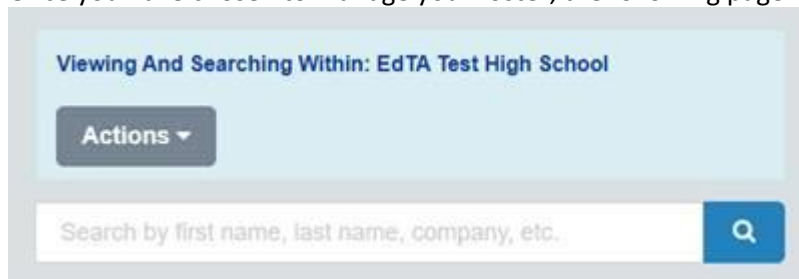 Viewing And Searching Within: EdTA Test High School
Actions
Search by first name, last name, company, etc.